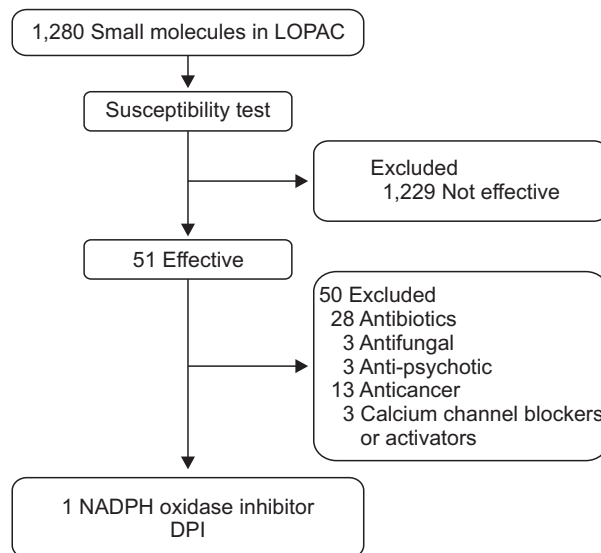 1,280 Small molecules in LOPAC
Susceptibility test
Excluded
1,229 Not effective
51 Effective
50 Excluded
28 Antibiotics
3 Antifungal
3 Anti-psychotic
13 Anticancer
3 Calcium channel blockers
or activators
1 NADPH oxidase inhibitor
DPI